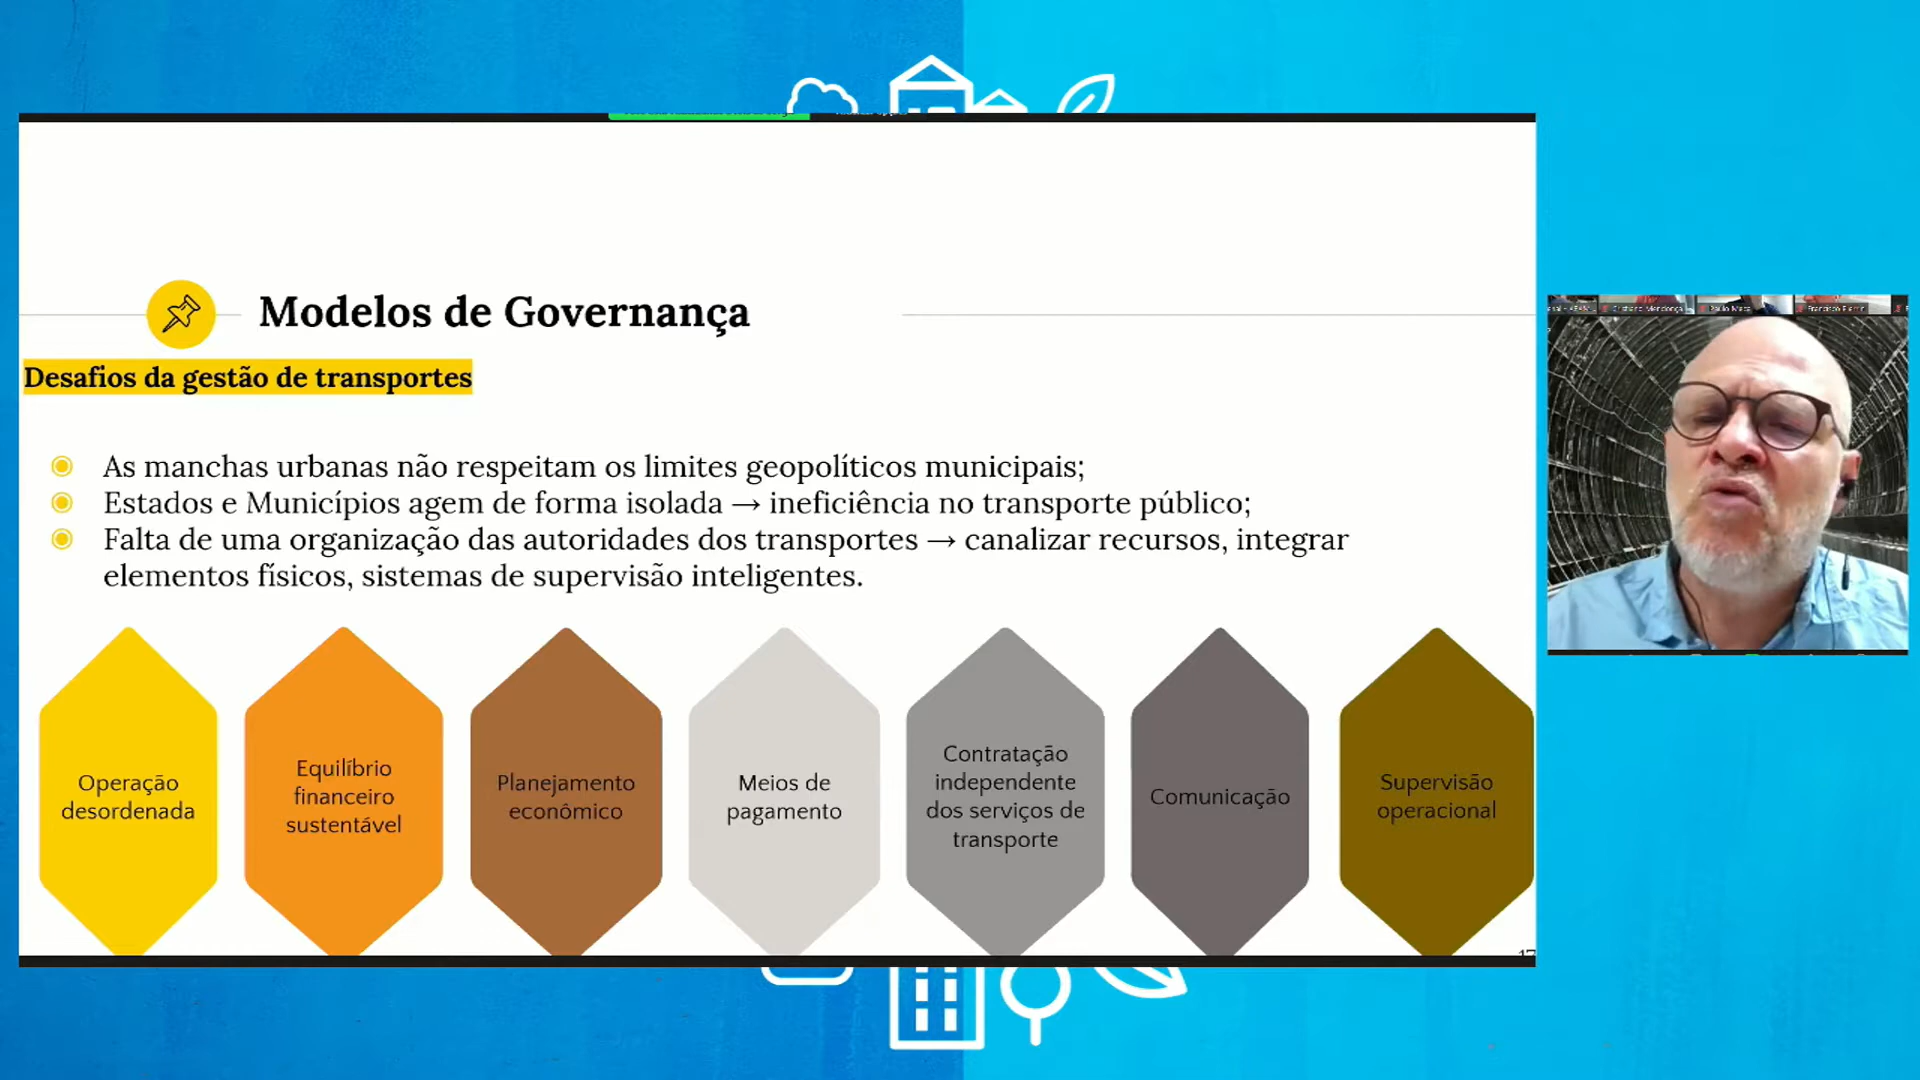 Modelos de Governança
Desafios da gestão de transportes
As manchas urbanas não respeitam os limites geopolíticos municipais;
Estados e Municípios agem de forma isolada → ineficiência no transporte público;
Falta de uma organização das autoridades dos transportes → canalizar recursos, integrar
elementos físicos, sistemas de supervisão inteligentes.
Operação
desordenada
Equilíbrio
financeiro
sustentável
Planejamento
econômico
Meios de
pagamento
Contratação
independente
dos serviços de
transporte
Comunicação
Supervisão
operacional
Cristiano Mendonça